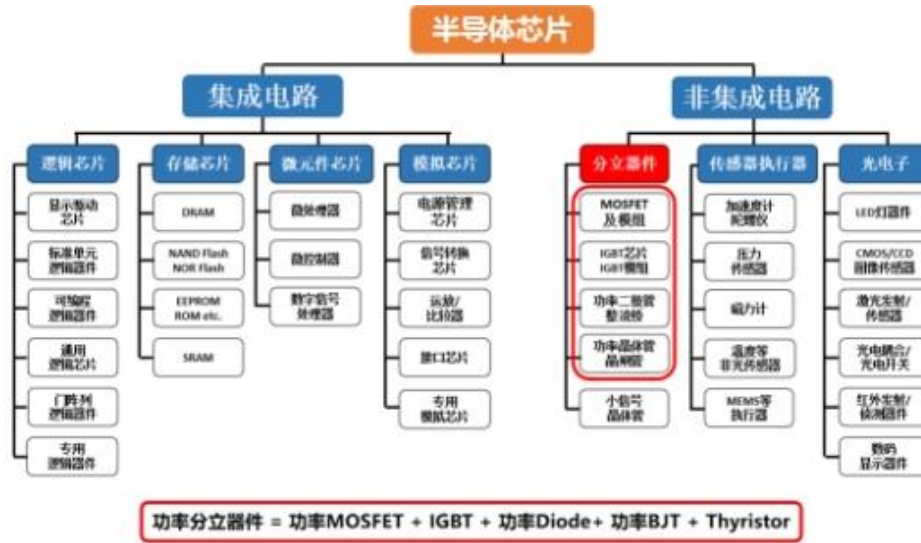 半导体芯片
集成电路
非集成电路
逻辑芯片
存储芯片
微元件芯片
模拟芯片
分立器件
传感器执行器
光电子
显示驱动
芯片
标准单元
逻辑器件
可编程
逻辑器件
通用
逻辑芯片
门阵列
逻辑器件
专用
逻辑器件
DRAM
NAND Flash
NOR Flash
EEPROM
ROM etc.
SRAM
微处理器
微控制器
数字信号
处理器
电源管理
芯片
信号转换
芯片
运放/
比较器
接口芯片
专用
模拟芯片
MOSFET
及模组
IGBT芯片
IGBT模组
功率二极管
整流桥
功率晶体管
晶闸管
小信号
晶体管
加速度计
陀螺仪
压力
传感器
磁力计
温度等
非光传感器
MEMS等
执行器
LED灯器件
CMOS/CCD
图像传感器
激光发射/
传感器
光电耦合/
光电开关
红外发射/
侦测器件
数码
显示器件
功率分立器件 = 功率MOSFET + IGBT + 功率Diode+ 功率BJT + Thyristor